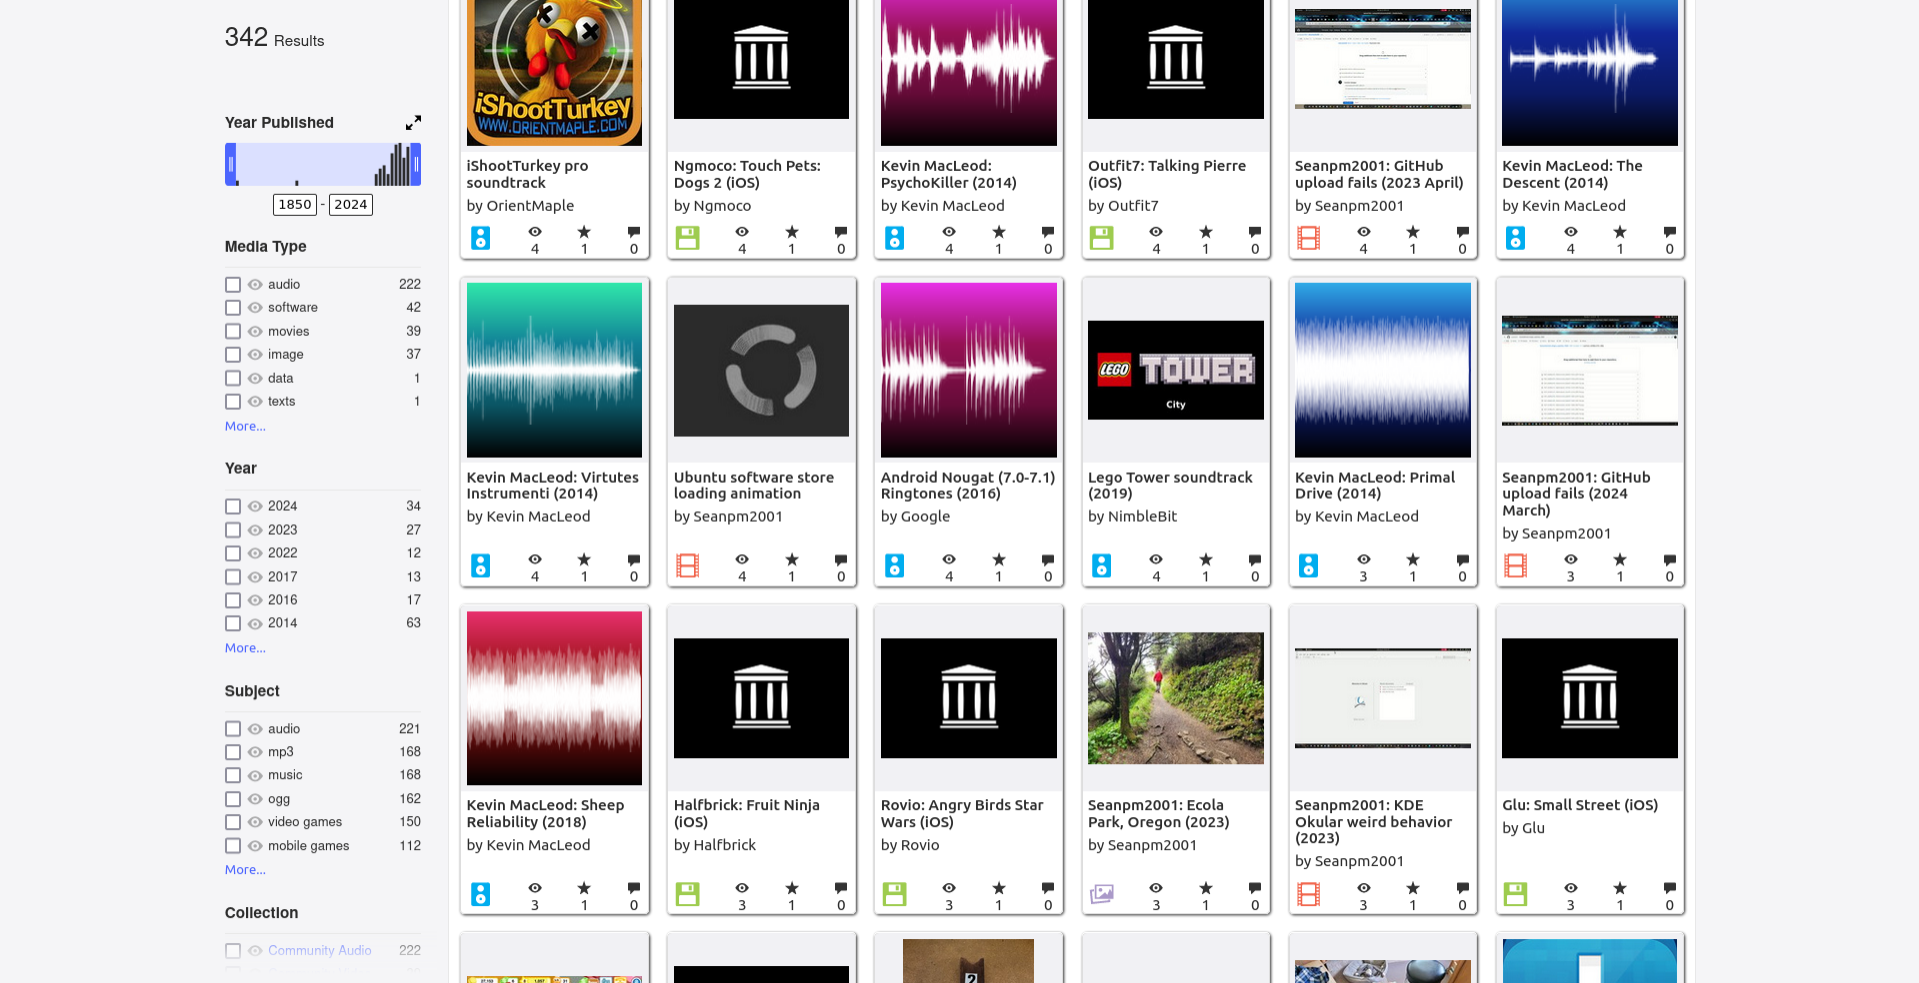 342 Results
Year Published
1850 - 2024
Media Type
audio 222
software 42
movies 39
image 37
data 1
texts 1
More...
Year
2024 34
2023 27
2022 12
2017 13
2016 17
2014 63
More...
Subject
audio 221
mp3 168
music 168
ogg 162
video games 150
mobile games 112
More...
Collection
Community Audio 222
iShootTurkey
WWW.ORIENTMAPLE.COM
iShootTurkey pro
soundtrack
by OrientMaple
4 1 0
Ngmoco: Touch Pets:
Dogs 2 (iOS)
by Ngmoco
4 1 0
Kevin MacLeod:
PsychoKiller (2014)
by Kevin MacLeod
4 1 0
Outfit7: Talking Pierre
(iOS)
by Outfit7
4 1 0
Seanpm2001: GitHub
upload fails (2023 April)
by Seanpm2001
4 1 0
Kevin MacLeod: The
Descent (2014)
by Kevin MacLeod
4 1 0
Kevin MacLeod: Virtutes
Instrumenti (2014)
by Kevin MacLeod
4 1 0
Ubuntu software store
loading animation
by Seanpm2001
4 1 0
Android Nougat (7.0-7.1)
Ringtones (2016)
by Google
4 1 0
LEGO TOWER
City
Lego Tower soundtrack
(2019)
by NimbleBit
4 1 0
Kevin MacLeod: Primal
Drive (2014)
by Kevin MacLeod
3 1 0
Seanpm2001: GitHub
upload fails (2024
March)
by Seanpm2001
3 1 0
Kevin MacLeod: Sheep
Reliability (2018)
by Kevin MacLeod
3 1 0
Halfbrick: Fruit Ninja
(iOS)
by Halfbrick
3 1 0
Rovio: Angry Birds Star
Wars (iOS)
by Rovio
3 1 0
Seanpm2001: Ecola
Park, Oregon (2023)
by Seanpm2001
3 1 0
Seanpm2001: KDE
Okular weird behavior
(2023)
by Seanpm2001
3 1 0
Glu: Small Street (iOS)
by Glu
3 1 0
2